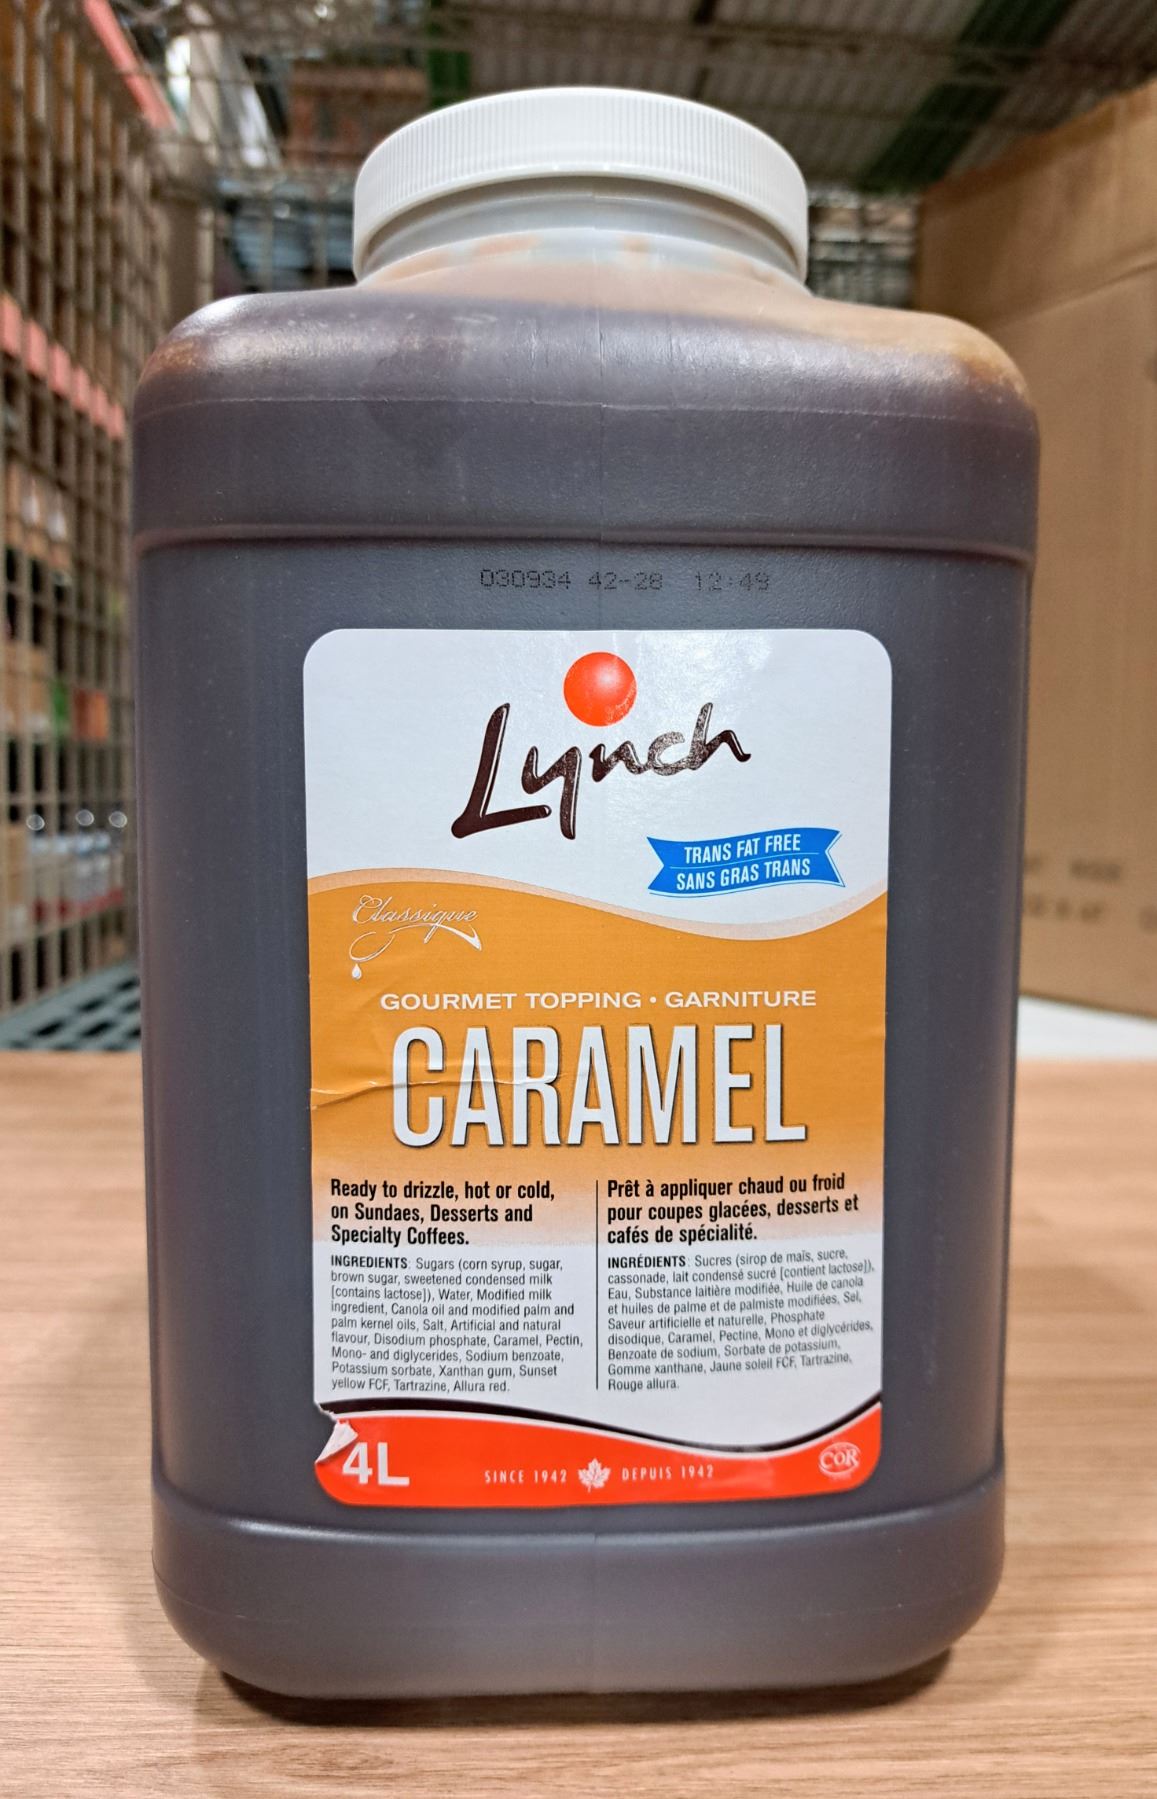 030934 42-28 12:49
Lynch
TRANS FAT FREE
SANS GRAS TRANS
Classique
GOURMET TOPPING • GARNITURE
CARAMEL
Ready to drizzle, hot or cold,
on Sundaes, Desserts and
Specialty Coffees.
INGREDIENTS: Sugars (corn syrup, sugar,
brown sugar, sweetened condensed milk
[contains lactose]), Water, Modified milk
ingredient, Canola oil and modified palm and
palm kernel oils, Salt, Artificial and natural
flavour, Disodium phosphate, Caramel, Pectin,
Mono- and diglycerides, Sodium benzoate,
Potassium sorbate, Xanthan gum, Sunset
yellow FCF, Tartrazine, Allura red.
Prêt à appliquer chaud ou froid
pour coupes glacées, desserts et
cafés de spécialité.
INGRÉDIENTS: Sucres (sirop de maïs, sucre,
cassonade, lait condensé sucré [contient lactose]),
Eau, Substance laitière modifiée, Huile de canola
et huiles de palme et de palmiste modifiées, Sel,
Saveur artificielle et naturelle, Phosphate
disodique, Caramel, Pectine, Mono et diglycérides,
Benzoate de sodium, Sorbate de potassium,
Gomme xanthane, Jaune soleil FCF, Tartrazine,
Rouge allura.
4L
SINCE 1942 DEPUIS 1942
COR